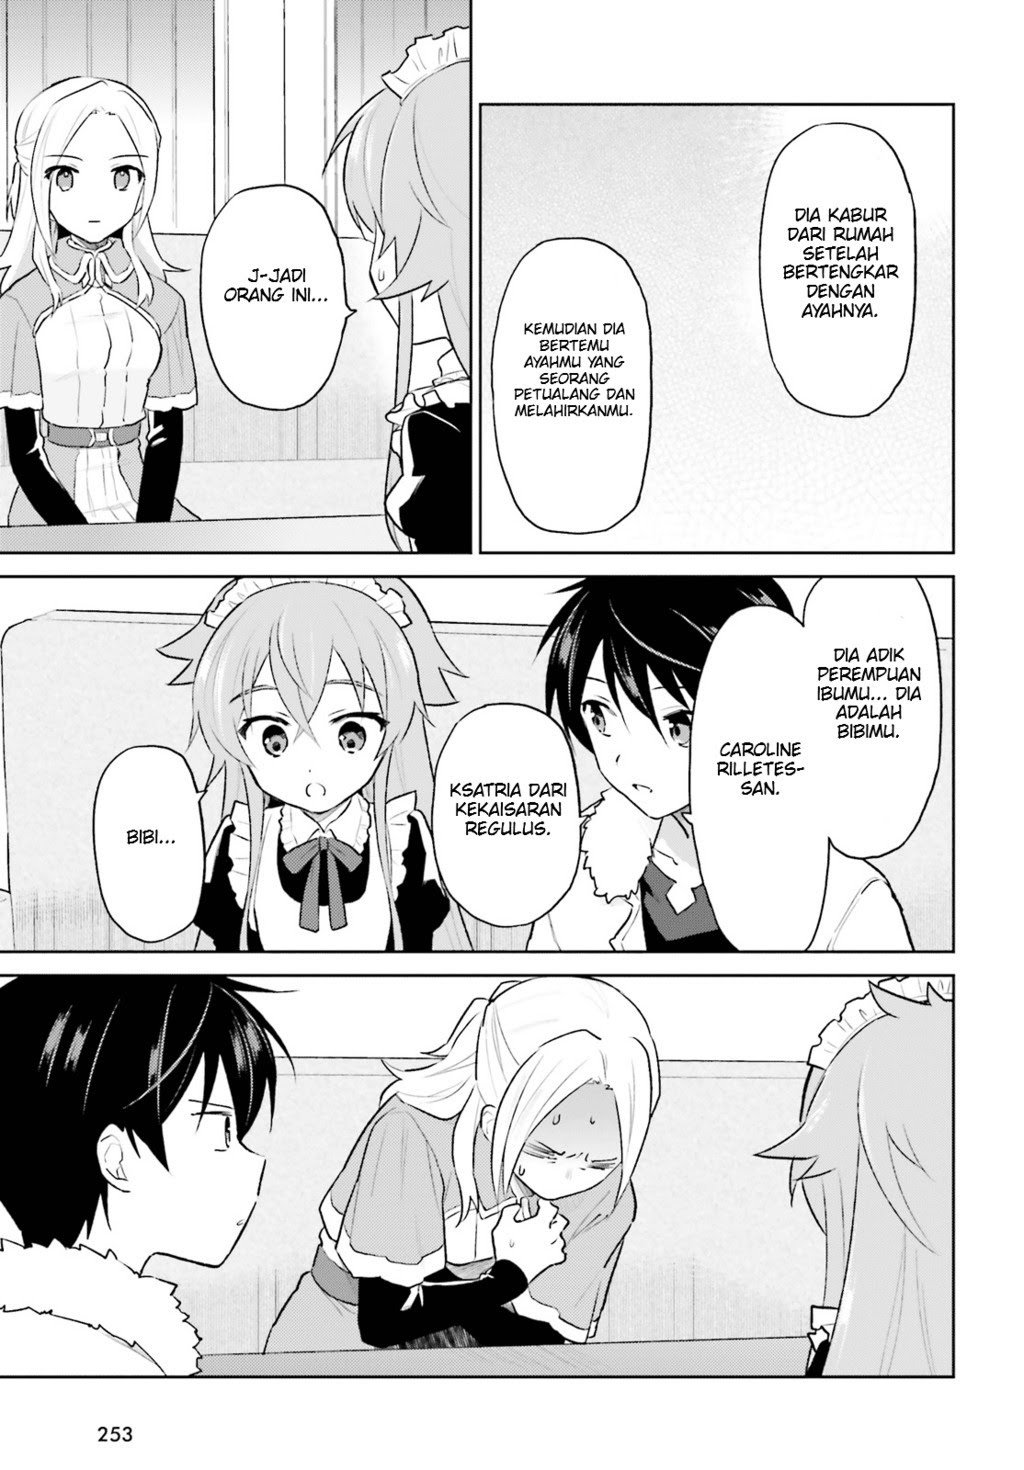 DIA KABUR
DARI RUMAH
SETELAH
BERTENGKAR
DENGAN
AYAHNYA.
KEMUDIAN DIA
BERTEMU
AYAHMU YANG
SEORANG
PETUALANG DAN
MELAHIRKANMU.
J-JADI
ORANG INI...
DIA ADIK
PEREMPUAN
IBUMU... DIA
ADALAH
BIBIMU.
CAROLINE
RILLETES-
SAN.
KSATRIA DARI
KEKAISARAN
REGULUS.
BIBI...
253